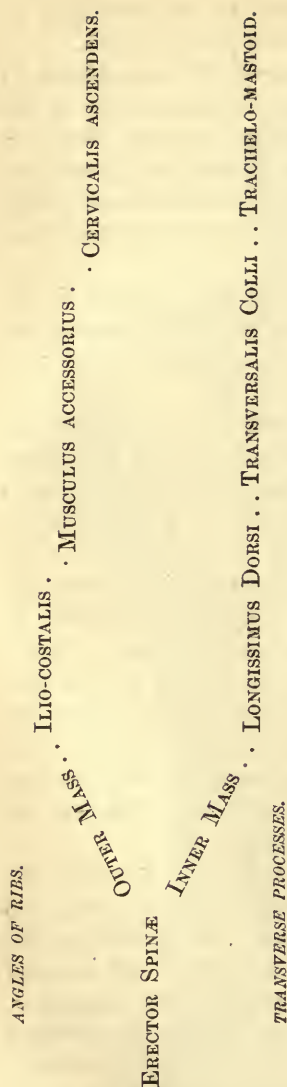 ANGLES OF RIBS.
OUTER MASS . . ILIO-COSTALIS . . MUSCULUS ACCESSORIUS . . CERVICALIS ASCENDENS.
ERECTOR SPINÆ
INNER MASS . . LONGISSIMUS DORSI . . TRANSVERSALIS COLLI . . TRACHELO-MASTOID.
TRANSVERSE PROCESSES.